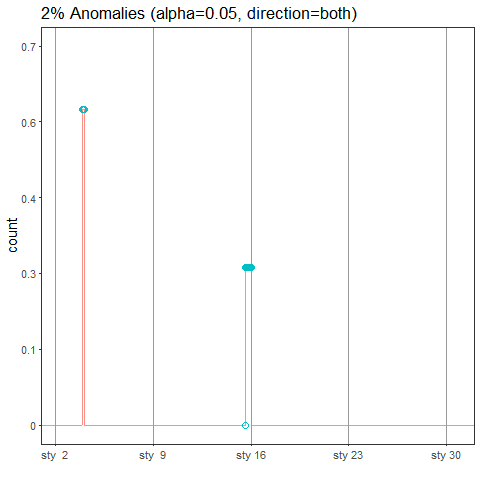 2% Anomalies (alpha=0.05, direction=both)
0.7
0.6
0.4
0.3
0.1
0
count
sty  2 sty  9 sty 16 sty 23 sty 30